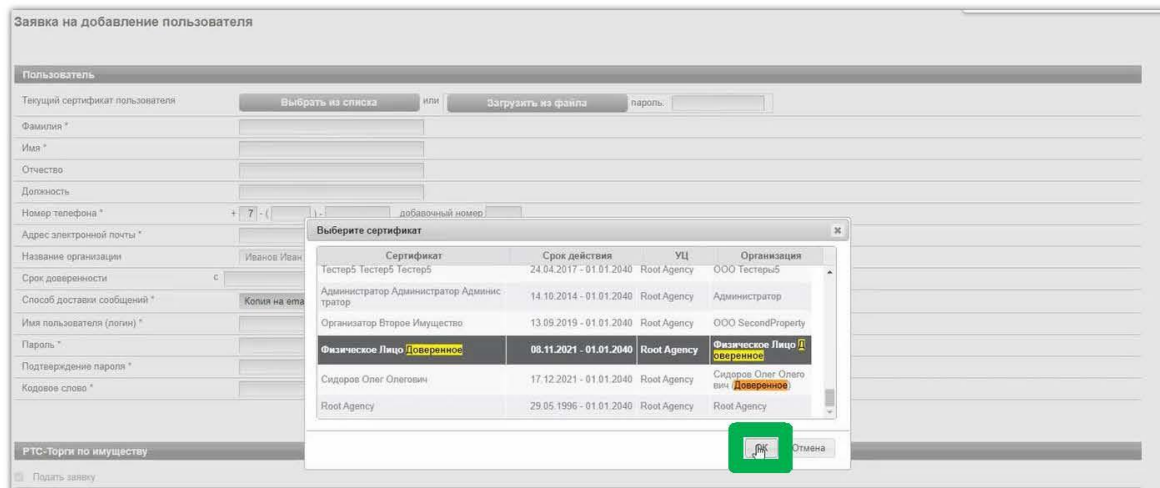 Заявка на добавление пользователя
Пользователь
Текущий сертификат пользователя Выбрать из списка или Загрузить из файла пароль:
Фамилия *
Имя *
Отчество
Должность
Номер телефона * + 7 - ( ) - добавочный номер
Адрес электронной почты *
Название организации Иванов Иван
Срок доверенности с
Способ доставки сообщений * Копия на ema
Имя пользователя (логин) *
Пароль *
Подтверждение пароля *
Кодовое слово *
РТС-Торги по имуществу
Подать заявку
Выберите сертификат
Сертификат Срок действия УЦ Организация
Тестер5 Тестер5 Тестер5 24.04.2017 - 01.01.2040 Root Agency ООО Тестеры5
Администратор Администратор Админис
тратор 14.10.2014 - 01.01.2040 Root Agency Администратор
Организатор Второе Имущество 13.09.2019 - 01.01.2040 Root Agency ООО SecondProperty
Физическое Лицо Доверенное 08.11.2021 - 01.01.2040 Root Agency Физическое Лицо Д
оверенное
Сидоров Олег Олегович 17.12.2021 - 01.01.2040 Root Agency Сидоров Олег Олего
вич (Доверенное)
Root Agency 29.05.1996 - 01.01.2040 Root Agency Root Agency
OK Отмена